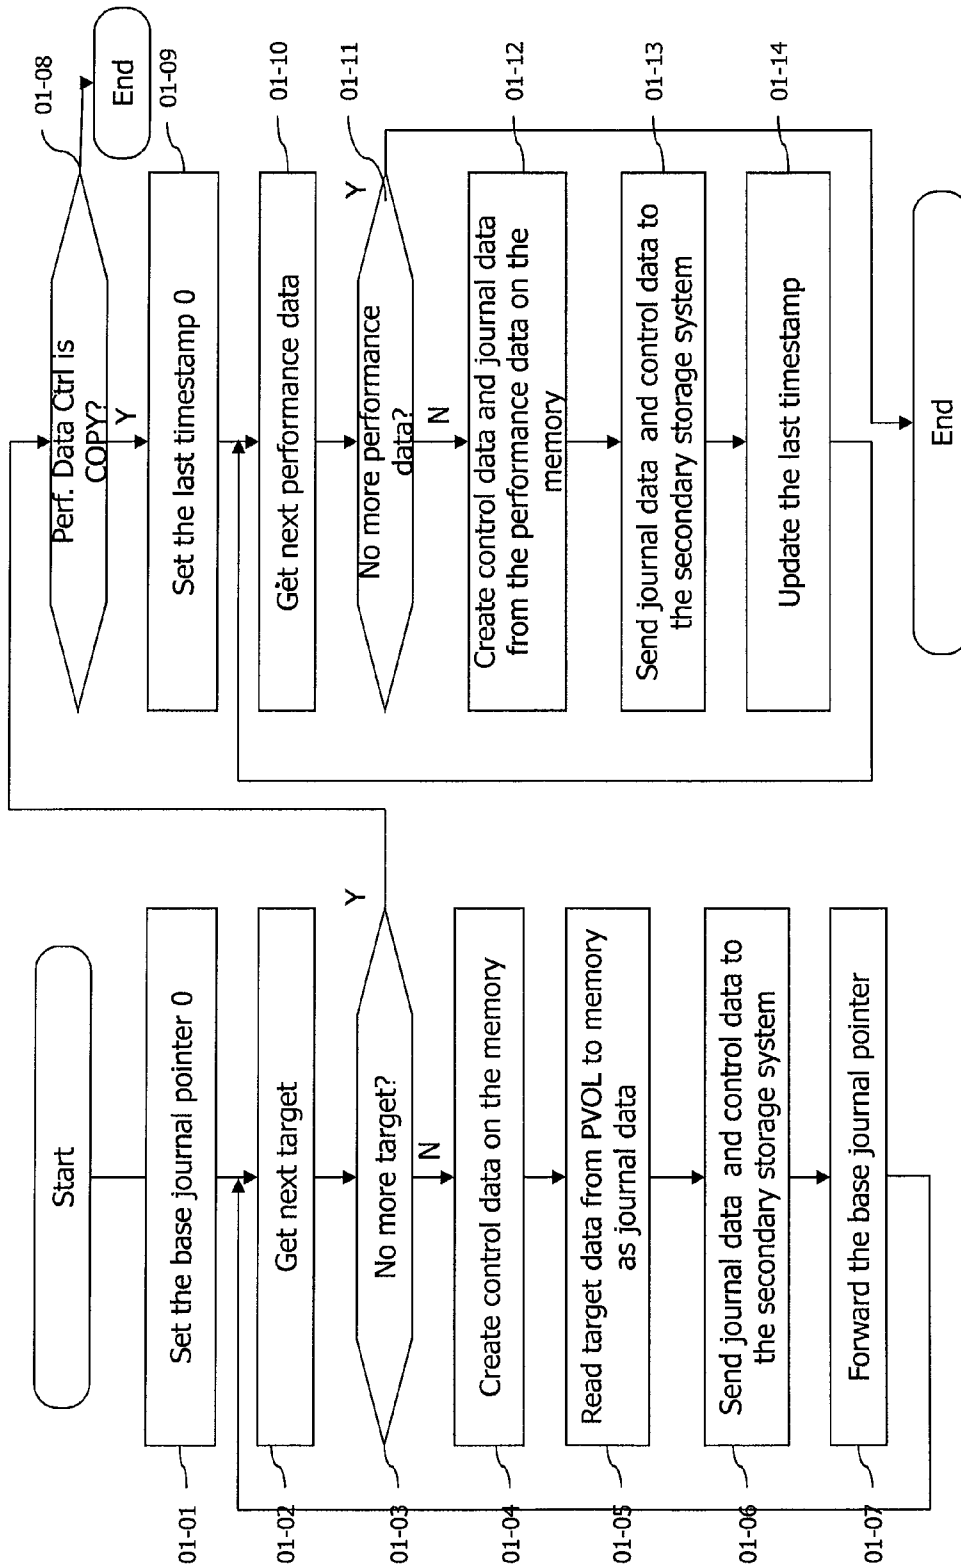 Start
01-01
Set the base journal pointer 0
01-02
Get next target
01-03
No more target?
Y
N
01-04
Create control data on the memory
01-05
Read target data from PVOL to memory
as journal data
01-06
Send journal data and control data to
the secondary storage system
01-07
Forward the base journal pointer
01-08
Perf. Data Ctrl is
COPY?
Y
End
01-09
Set the last timestamp 0
01-10
Get next performance data
01-11
No more performance
data?
Y
N
01-12
Create control data and journal data
from the performance data on the
memory
01-13
Send journal data and control data to
the secondary storage system
01-14
Update the last timestamp
End